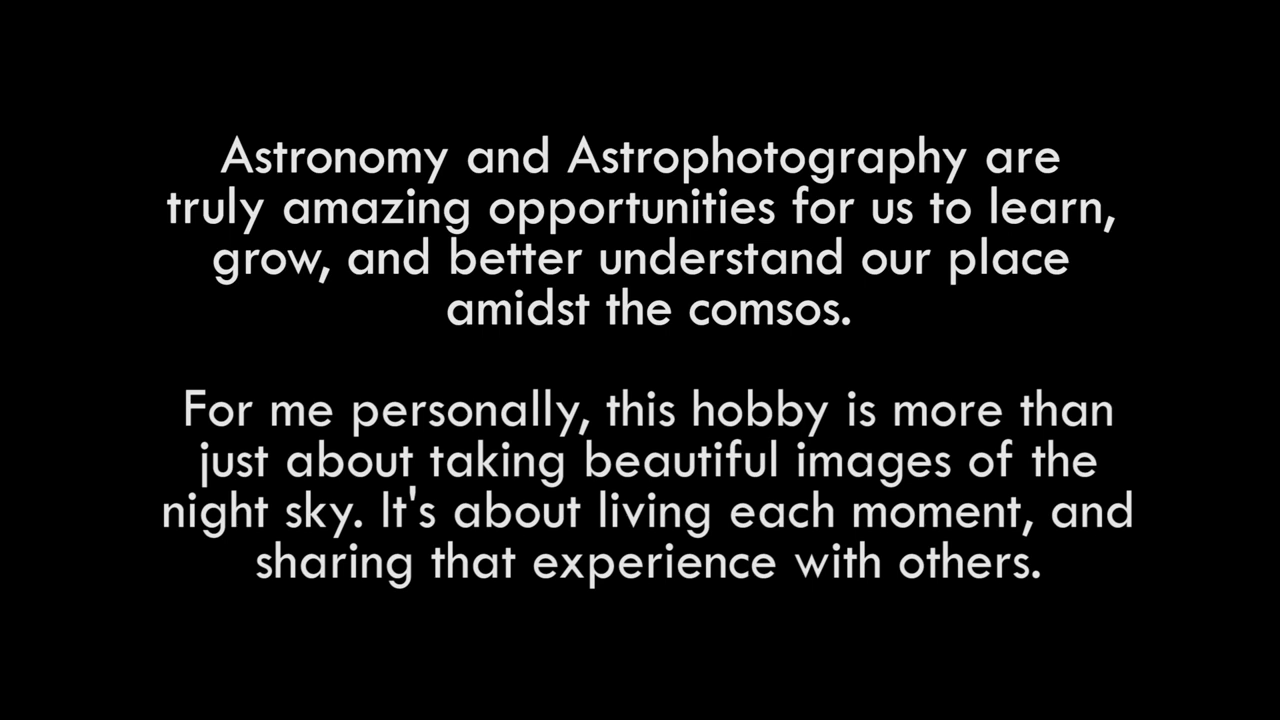 Astronomy and Astrophotography are
truly amazing opportunities for us to learn,
grow, and better understand our place
amidst the comsos.
For me personally, this hobby is more than
just about taking beautiful images of the
night sky. It's about living each moment, and
sharing that experience with others.